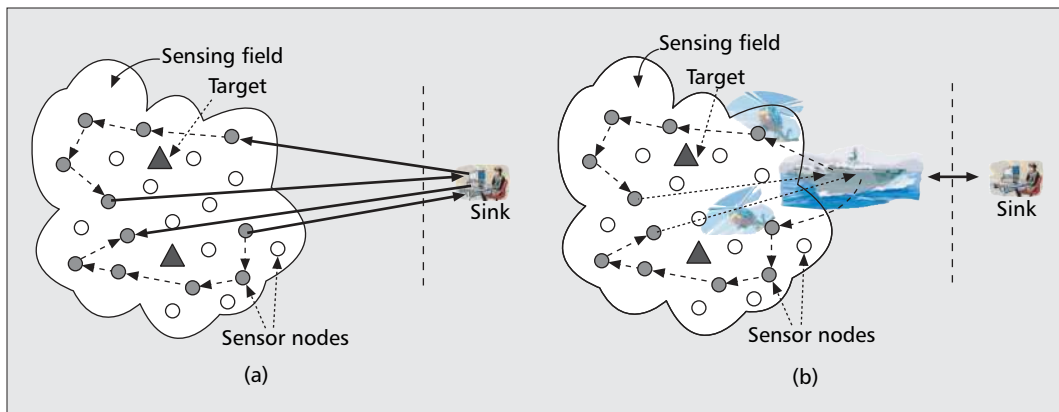 Sensing field
Target
Sink
Sensor nodes
(a)
Sensing field
Target
Sink
Sensor nodes
(b)